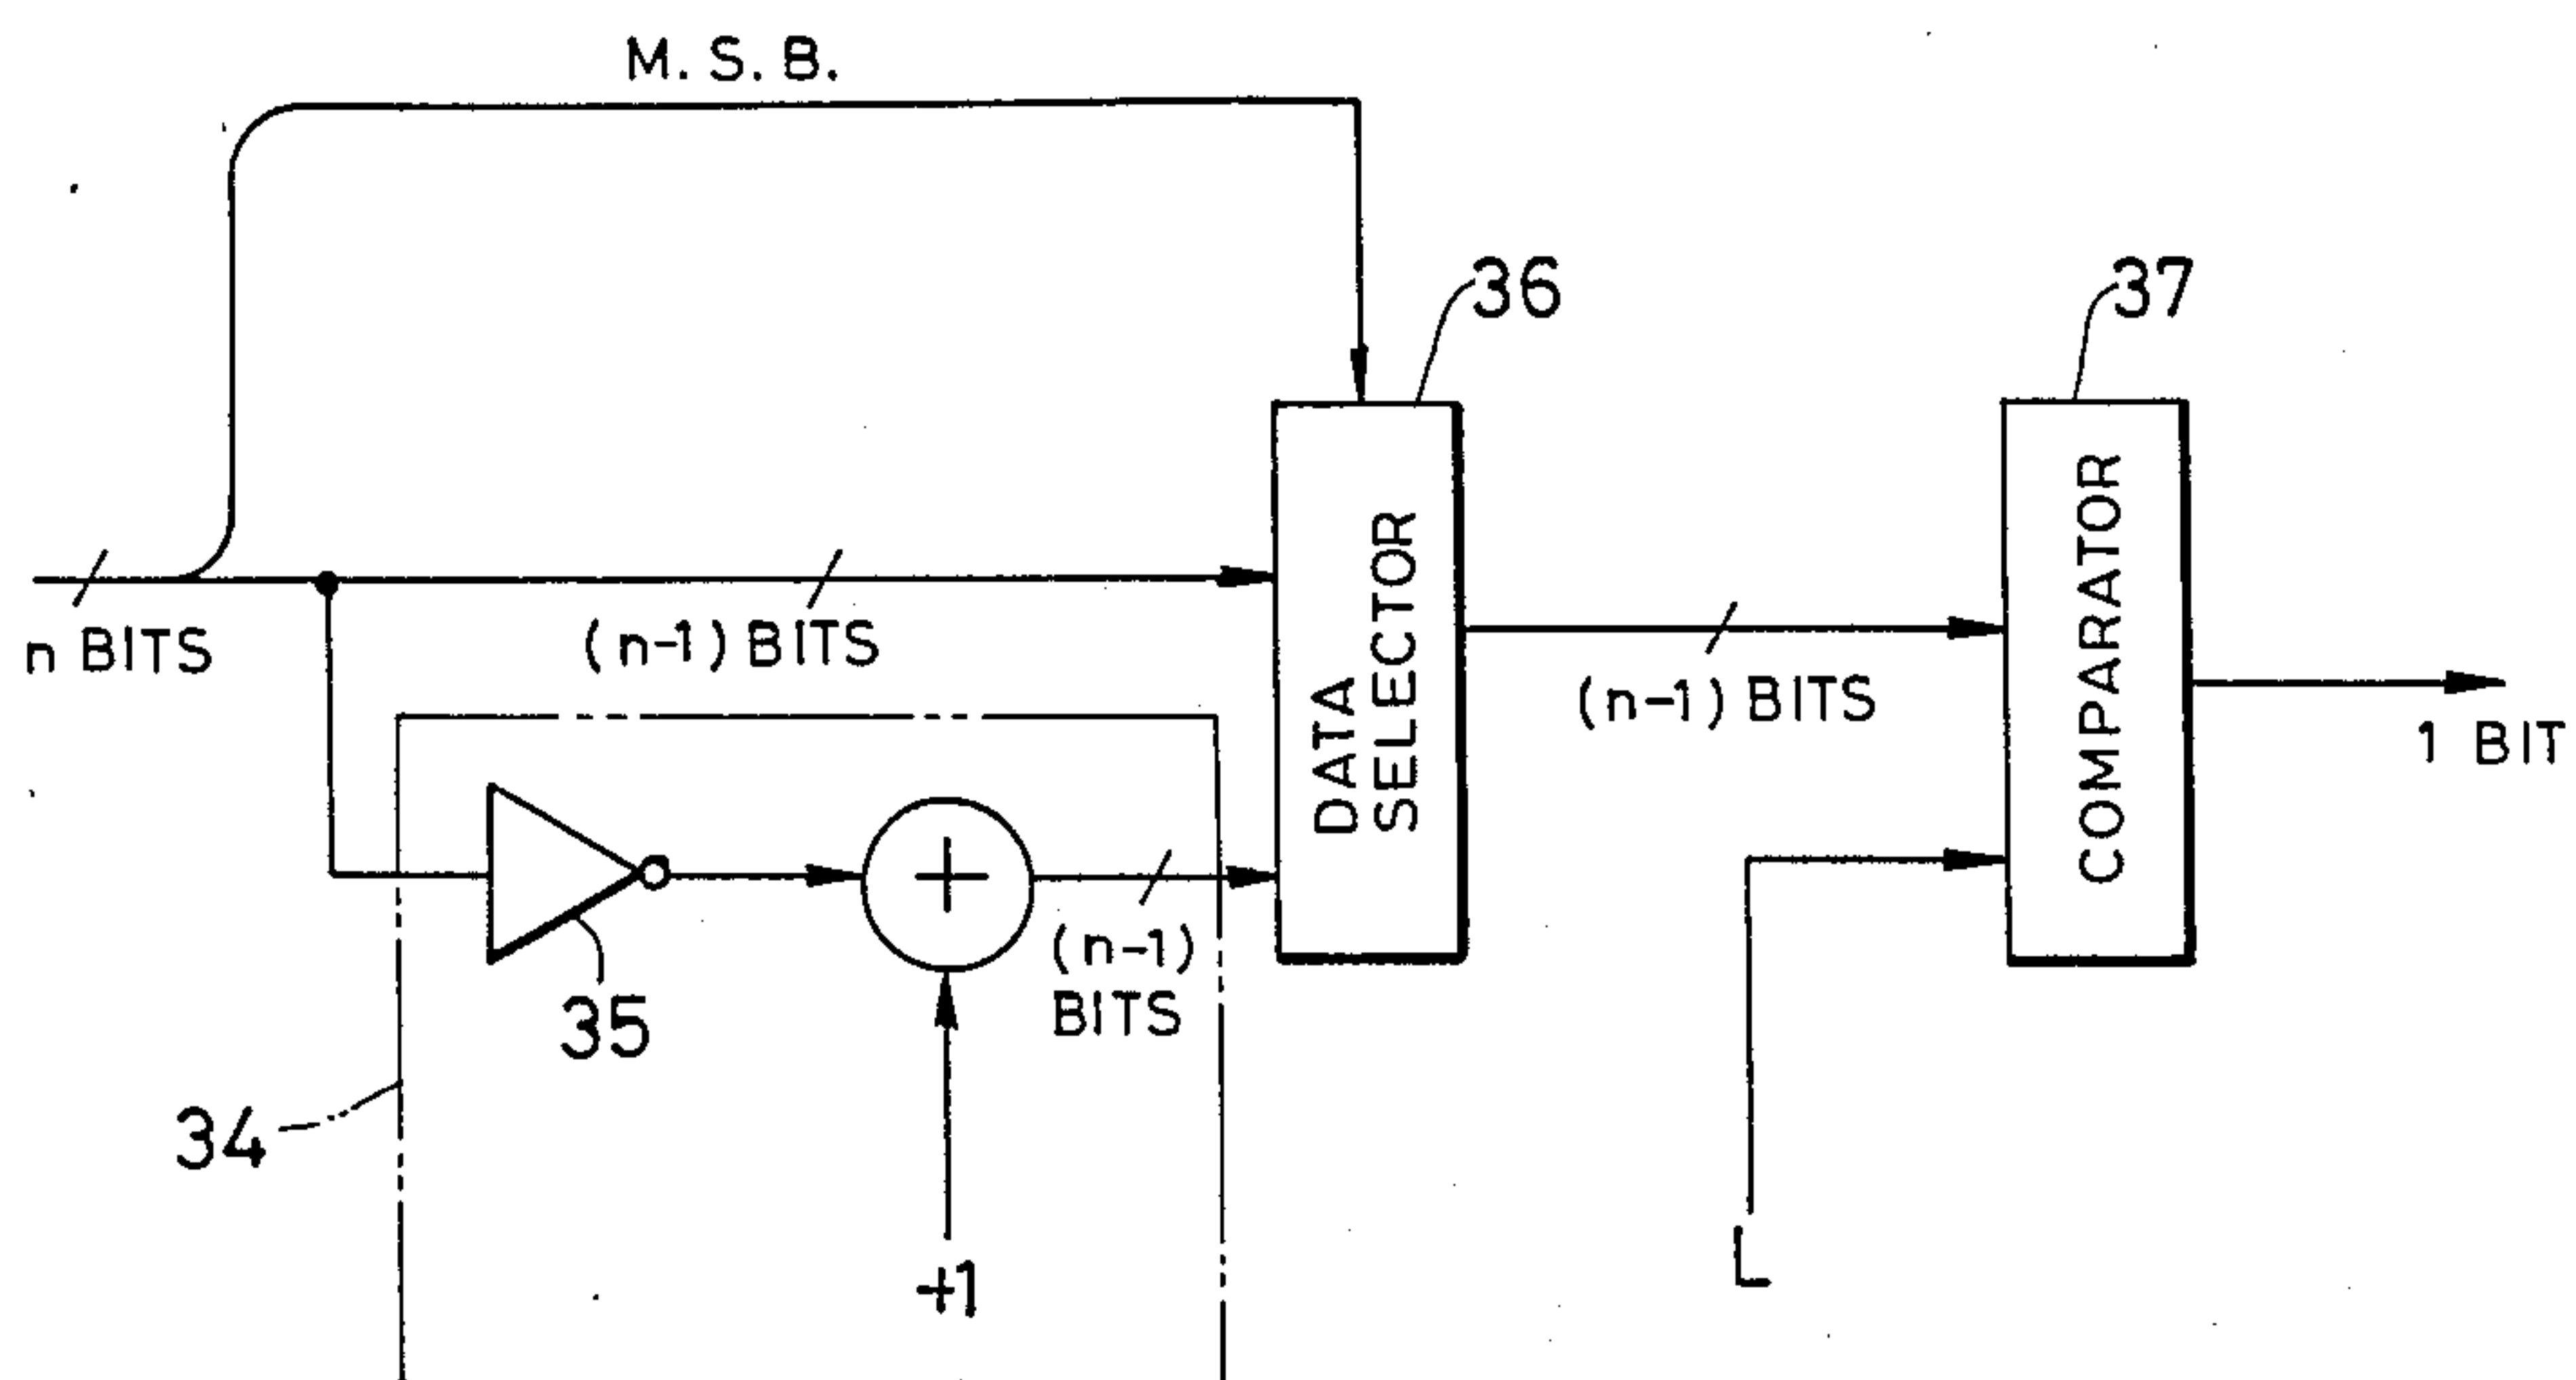 M. S. B.
36
37
n BITS
(n-1) BITS
DATA
SELECTOR
(n-1) BITS
COMPARATOR
1 BIT
+
(n-1)
BITS
35
34
+1
L